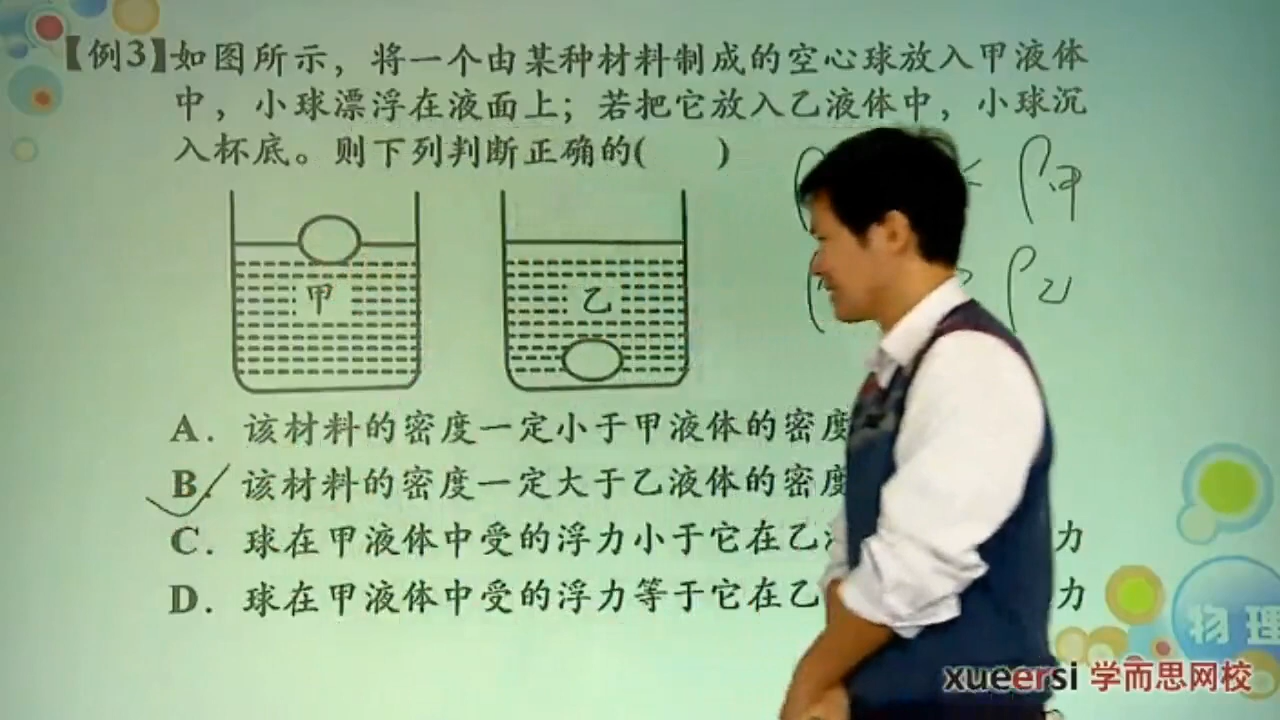 【例3】如图所示，将一个由某种材料制成的空心球放入甲液体
中，小球漂浮在液面上；若把它放入乙液体中，小球沉
入杯底。则下列判断正确的(　　)
ρ < ρ甲
ρ ρ乙
甲
乙
A．该材料的密度一定小于甲液体的密度
B．该材料的密度一定大于乙液体的密度
C．球在甲液体中受的浮力小于它在乙 力
D．球在甲液体中受的浮力等于它在乙 力
物理
xueersi 学而思网校